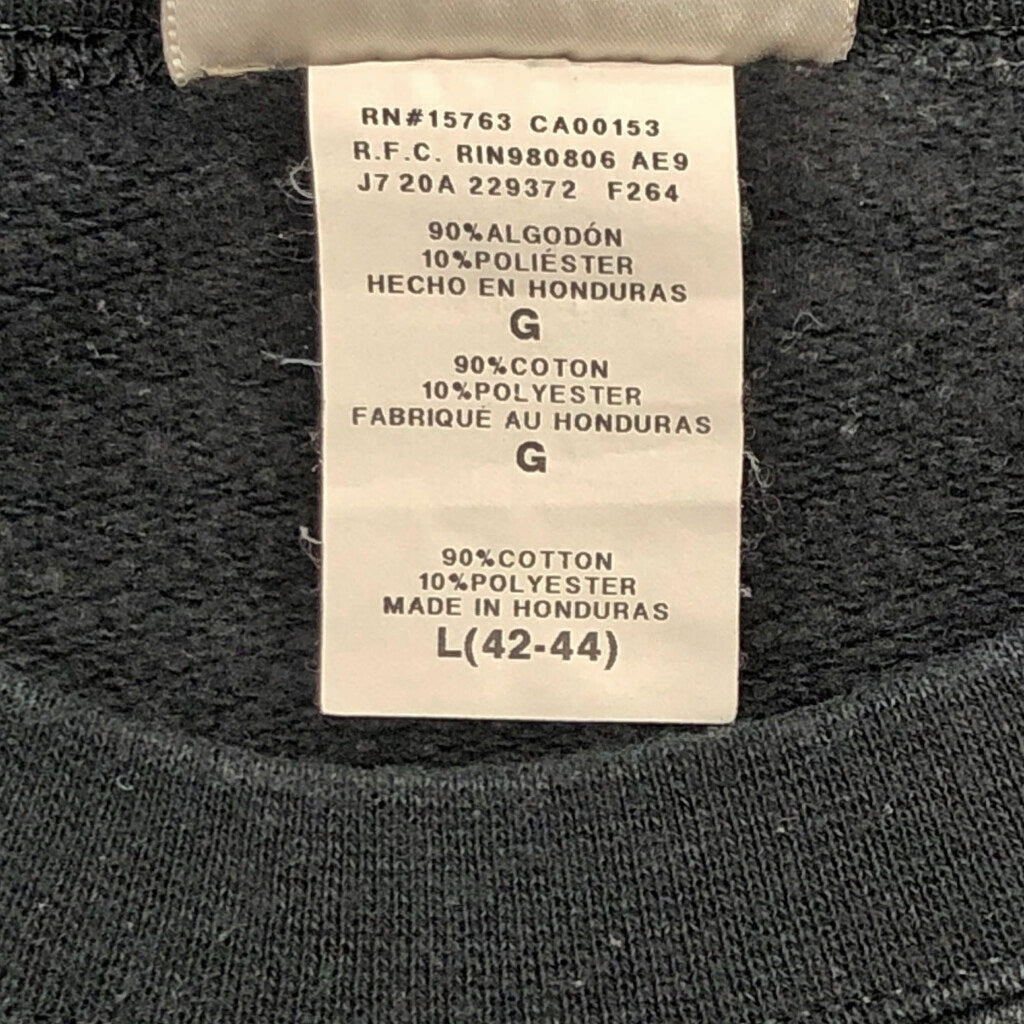 RN#15763 CA00153
R.F.C. RIN980806 AE9
J7 20A 229372 F264
90%ALGODÓN
10%POLIÉSTER
HECHO EN HONDURAS
G
90%COTON
10%POLYESTER
FABRIQUÉ AU HONDURAS
G
90%COTTON
10%POLYESTER
MADE IN HONDURAS
L(42-44)